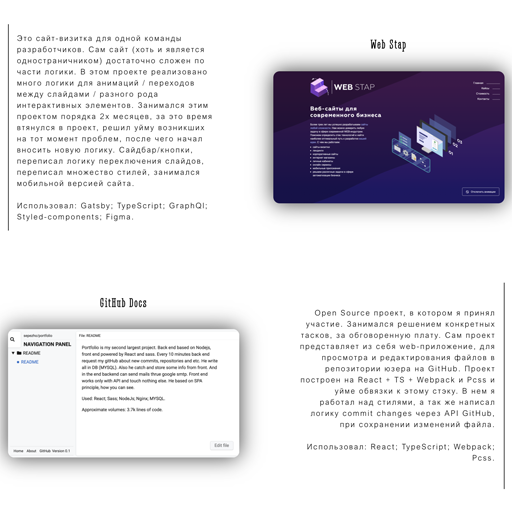 Это сайт-визитка для одной команды
разработчиков. Сам сайт (хоть и является
одностраничником) достаточно сложен по
части логики. В этом проекте реализовано
много логики для анимаций / переходов
между слайдами / разного рода
интерактивных элементов. Занимался этим
проектом порядка 2х месяцев, за это время
втянулся в проект, решил уйму возникших
на тот момент проблем, после чего начал
вносить новую логику. Сайдбар/кнопки,
переписал логику переключения слайдов,
переписал множество стилей, занимался
мобильной версией сайта.
Использовал: Gatsby; TypeScript; GraphQl;
Styled-components; Figma.
Web Stap
WEB STAP
Веб-сайты для
современного бизнеса
GitHub Docs
aapazhe/portfolio
File: README
NAVIGATION PANEL
README
README
Portfolio is my second largest project. Back end based on Nodejs,
front end powered by React and sass. Every 10 minutes back end
request my github about new commits, repositories and etc. He write
all in DB (MYSQL). Also he catch and store some info from front. And
in the end backend can send mails thrue google smtp. Front end
works only with API and touch nothing else. He based on SPA
principle, how you can see.
Used: React; Sass; NodeJs; Nginx; MYSQL.
Approximate volumes: 3.7k lines of code.
Edit file
Home About GitHub Version 0.1
Open Source проект, в котором я принял
участие. Занимался решением конкретных
тасков, за обговоренную плату. Сам проект
представляет из себя web-приложение, для
просмотра и редактирования файлов в
репозитории юзера на GitHub. Проект
построен на React + TS + Webpack и Pcss и
уйме обвязки к этому стэку. В нем я
работал над стилями, а так же написал
логику commit changes через API GitHub,
при сохранении изменений файла.
Использовал: React; TypeScript; Webpack;
Pcss.